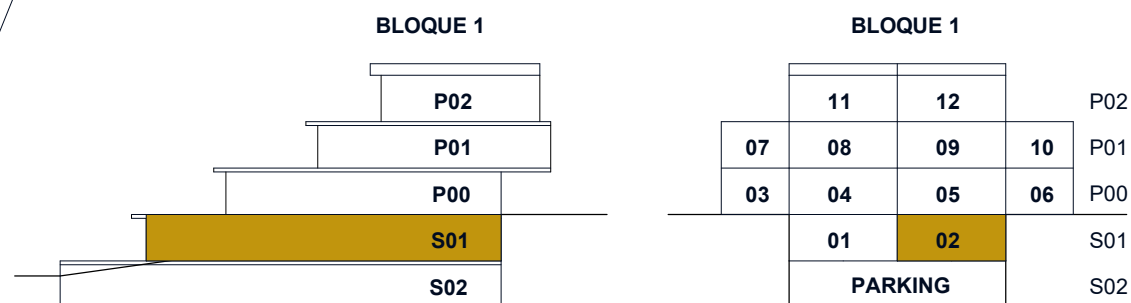 BLOQUE 1
P02
P01
P00
S01
S02
BLOQUE 1
11 12 P02
07 08 09 10 P01
03 04 05 06 P00
01 02 S01
PARKING S02